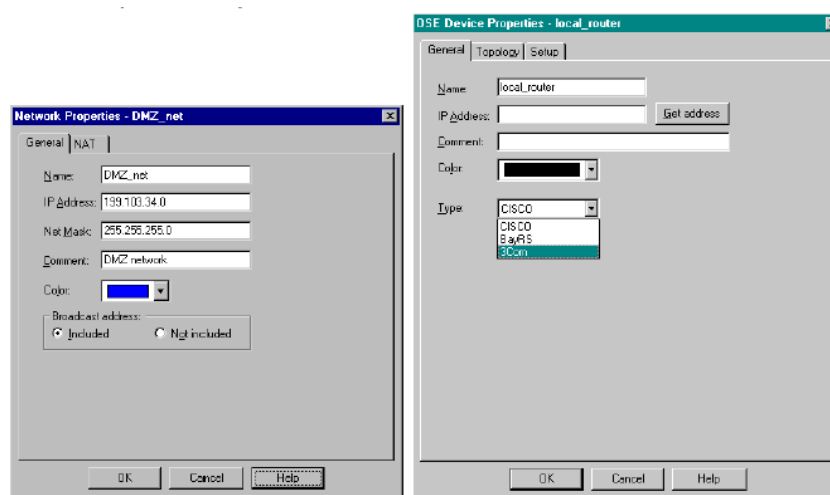 Network Properties - DMZ_net
General
NAT
Name:
DMZ_net
IP Address:
199.103.34.0
Net Mask:
255.255.255.0
Comment:
DMZ network
Color:
Broadcast address:
Included
Not included
OK
Cancel
Help
OSE Device Properties - local_router
General
Topology
Setup
Name:
local_router
IP Address:
Get address
Comment:
Color:
Type:
CISCO
CISCO
BayRS
3Com
OK
Cancel
Help